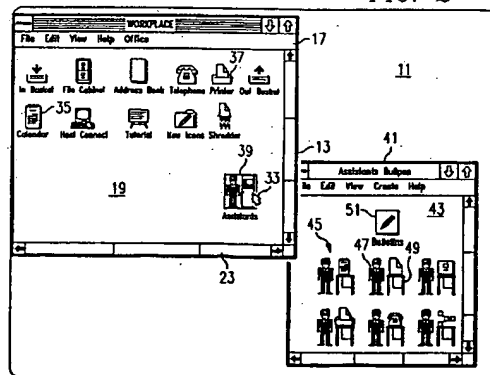 WORKPLACE
17
File Edit View Help Office
37
11
In Basket File Cabinet Address Book Telephone Printer Out Basket
35
Calendar Host Connect Tutorial New Icons Shredder
13
41
39
33
Assistants Bullpen
Edit View Create Help
19
51
43
Assistants
Bulletins
45
47
49
23